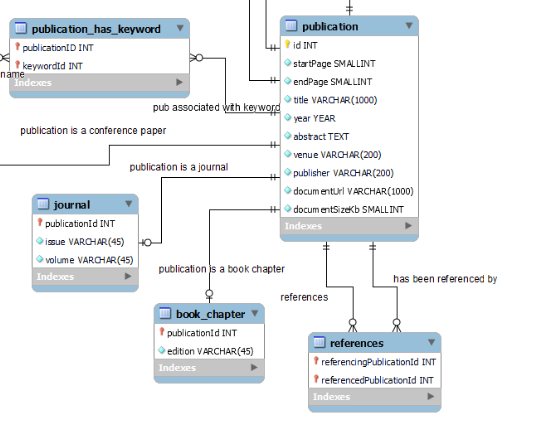 publication
id INT
startPage SMALLINT
endPage SMALLINT
title VARCHAR(1000)
year YEAR
abstract TEXT
venue VARCHAR(200)
publisher VARCHAR(200)
documentUrl VARCHAR(1000)
documentSizeKb SMALLINT
Indexes
publication_has_keyword
publicationID INT
keywordId INT
Indexes
name
pub associated with keyword
publication is a conference paper
publication is a journal
journal
publicationId INT
issue VARCHAR(45)
volume VARCHAR(45)
Indexes
publication is a book chapter
book_chapter
publicationId INT
edition VARCHAR(45)
Indexes
references
has been referenced by
references
referencingPublicationId INT
referencedPublicationId INT
Indexes